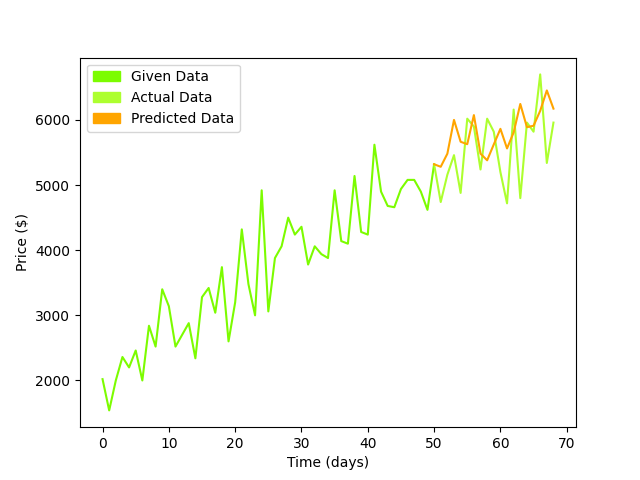 Given Data
Actual Data
Predicted Data
Price ($)
6000
5000
4000
3000
2000
0 10 20 30 40 50 60 70
Time (days)